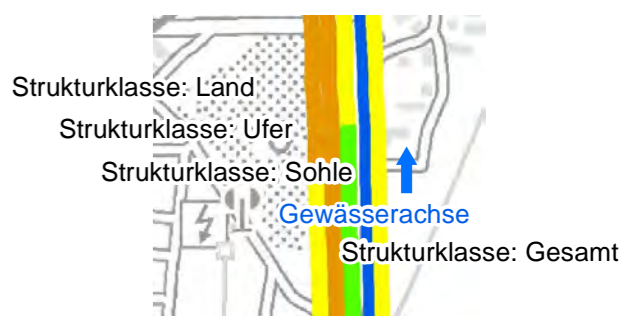 Strukturklasse: Land
Strukturklasse: Ufer
Strukturklasse: Sohle
Gewässerachse
Strukturklasse: Gesamt